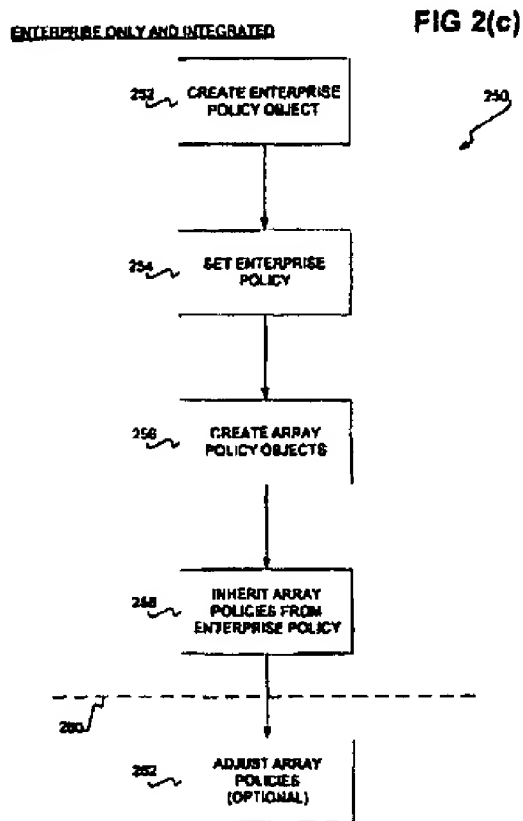 ENTERPRISE ONLY AND INTEGRATED
FIG 2(c)
250
252
CREATE ENTERPRISE
POLICY OBJECT
254
SET ENTERPRISE
POLICY
256
CREATE ARRAY
POLICY OBJECTS
258
INHERIT ARRAY
POLICIES FROM
ENTERPRISE POLICY
260
262
ADJUST ARRAY
POLICIES
(OPTIONAL)